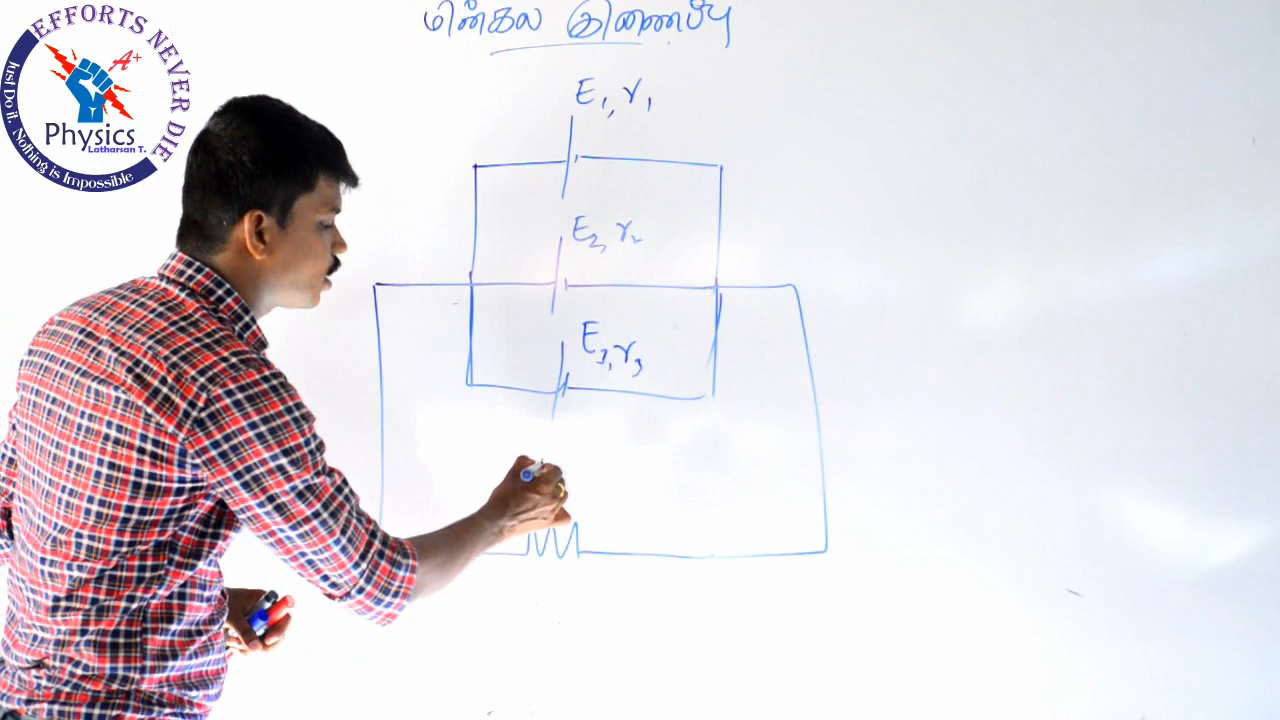 EFFORTS NEVER DIE
A+
Physics
Latharsan T.
Just Do it. Nothing is Impossible
மின்கல இணைப்பு
E₁, r₁
E₂, r₂
E₃, r₃